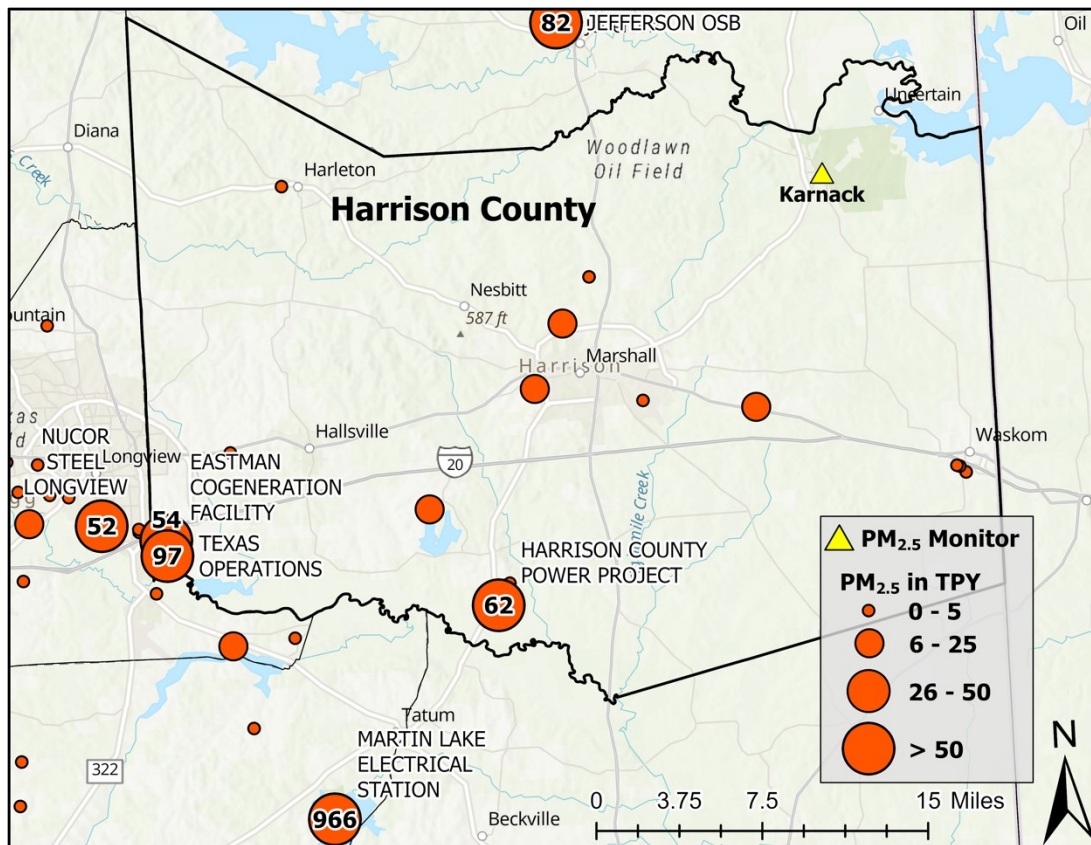 82
JEFFERSON OSB
Oil
Uncertain
Diana
Creek
Woodlawn
Oil Field
Harleton
Karnack
Harrison County
Nesbitt
587 ft
ountain
Marshall
Harrison
NUCOR
STEEL
LONGVIEW
Longview
Hallsville
20
Waskom
EASTMAN
COGENERATION
FACILITY
52
54
97
TEXAS
OPERATIONS
HARRISON COUNTY
POWER PROJECT
62
PM2.5 Monitor
PM2.5 in TPY
0 - 5
6 - 25
26 - 50
> 50
Tatum
MARTIN LAKE
ELECTRICAL
STATION
322
966
Beckville
0 3.75 7.5 15 Miles
N